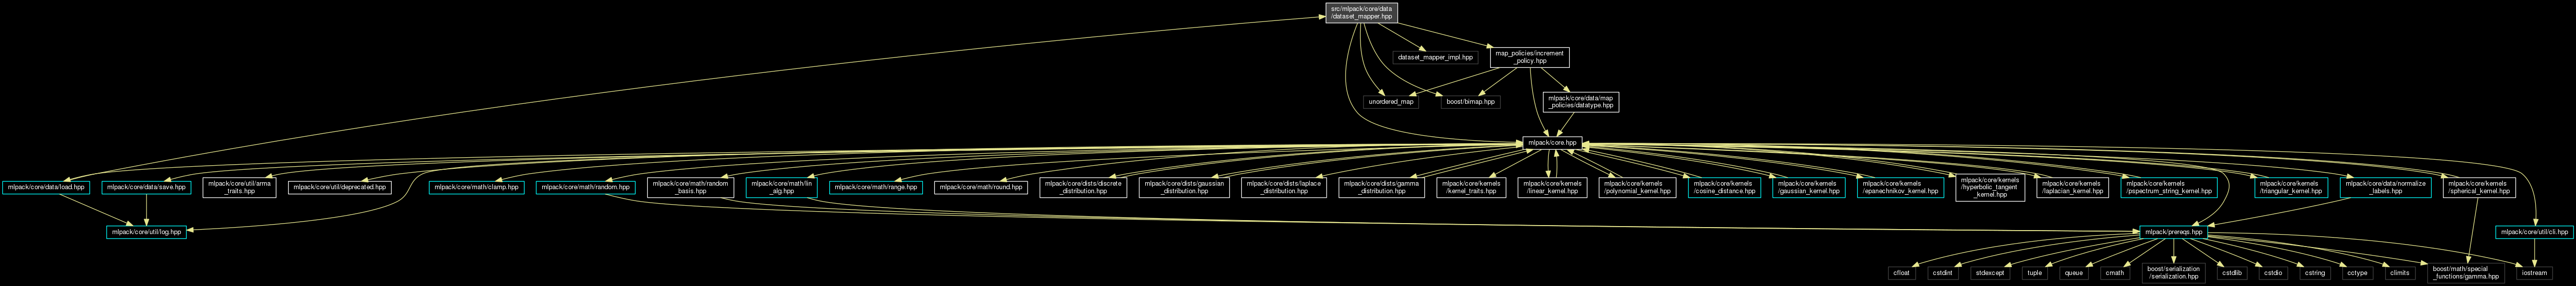 src/mlpack/core/data
/dataset_mapper.hpp
dataset_mapper_impl.hpp
map_policies/increment
_policy.hpp
unordered_map
boost/bimap.hpp
mlpack/core/data/map
_policies/datatype.hpp
mlpack/core.hpp
mlpack/core/data/load.hpp
mlpack/core/data/save.hpp
mlpack/core/util/arma
_traits.hpp
mlpack/core/util/deprecated.hpp
mlpack/core/math/clamp.hpp
mlpack/core/math/random.hpp
mlpack/core/math/random
_basis.hpp
mlpack/core/math/lin
_alg.hpp
mlpack/core/math/range.hpp
mlpack/core/math/round.hpp
mlpack/core/dists/discrete
_distribution.hpp
mlpack/core/dists/gaussian
_distribution.hpp
mlpack/core/dists/laplace
_distribution.hpp
mlpack/core/dists/gamma
_distribution.hpp
mlpack/core/kernels
/kernel_traits.hpp
mlpack/core/kernels
/linear_kernel.hpp
mlpack/core/kernels
/polynomial_kernel.hpp
mlpack/core/kernels
/cosine_distance.hpp
mlpack/core/kernels
/gaussian_kernel.hpp
mlpack/core/kernels
/epanechnikov_kernel.hpp
mlpack/core/kernels
/hyperbolic_tangent
_kernel.hpp
mlpack/core/kernels
/laplacian_kernel.hpp
mlpack/core/kernels
/pspectrum_string_kernel.hpp
mlpack/core/kernels
/triangular_kernel.hpp
mlpack/core/data/normalize
_labels.hpp
mlpack/core/kernels
/spherical_kernel.hpp
mlpack/core/util/log.hpp
mlpack/prereqs.hpp
mlpack/core/util/cli.hpp
cfloat
cstdint
stdexcept
tuple
queue
cmath
boost/serialization
/serialization.hpp
cstdlib
cstdio
cstring
cctype
climits
boost/math/special
_functions/gamma.hpp
iostream